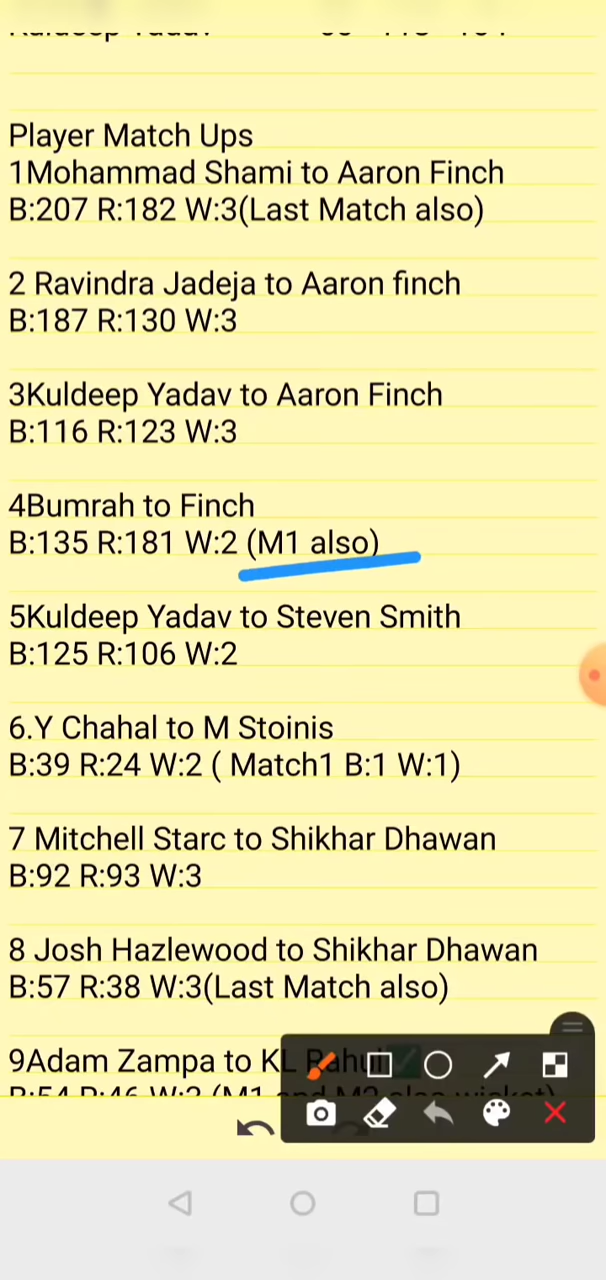 Player Match Ups
1Mohammad Shami to Aaron Finch
B:207 R:182 W:3(Last Match also)
2 Ravindra Jadeja to Aaron finch
B:187 R:130 W:3
3Kuldeep Yadav to Aaron Finch
B:116 R:123 W:3
4Bumrah to Finch
B:135 R:181 W:2 (M1 also)
5Kuldeep Yadav to Steven Smith
B:125 R:106 W:2
6.Y Chahal to M Stoinis
B:39 R:24 W:2 ( Match1 B:1 W:1)
7 Mitchell Starc to Shikhar Dhawan
B:92 R:93 W:3
8 Josh Hazlewood to Shikhar Dhawan
B:57 R:38 W:3(Last Match also)
9Adam Zampa to KL Rahul